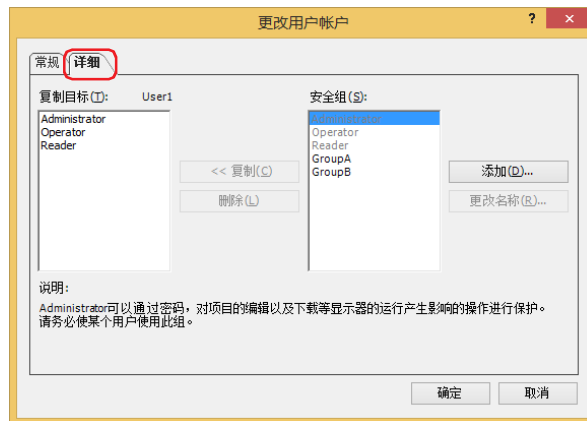 更改用户帐户
? ×
常规 详细
复制目标(T): User1 安全组(S):
Administrator
Operator
Reader
Administrator
Operator
Reader
GroupA
GroupB
<< 复制(C)
删除(L)
添加(D)...
更改名称(R)...
说明:
Administrator可以通过密码，对项目的编辑以及下载等显示器的运行产生影响的操作进行保护。
请务必使某个用户使用此组。
确定 取消